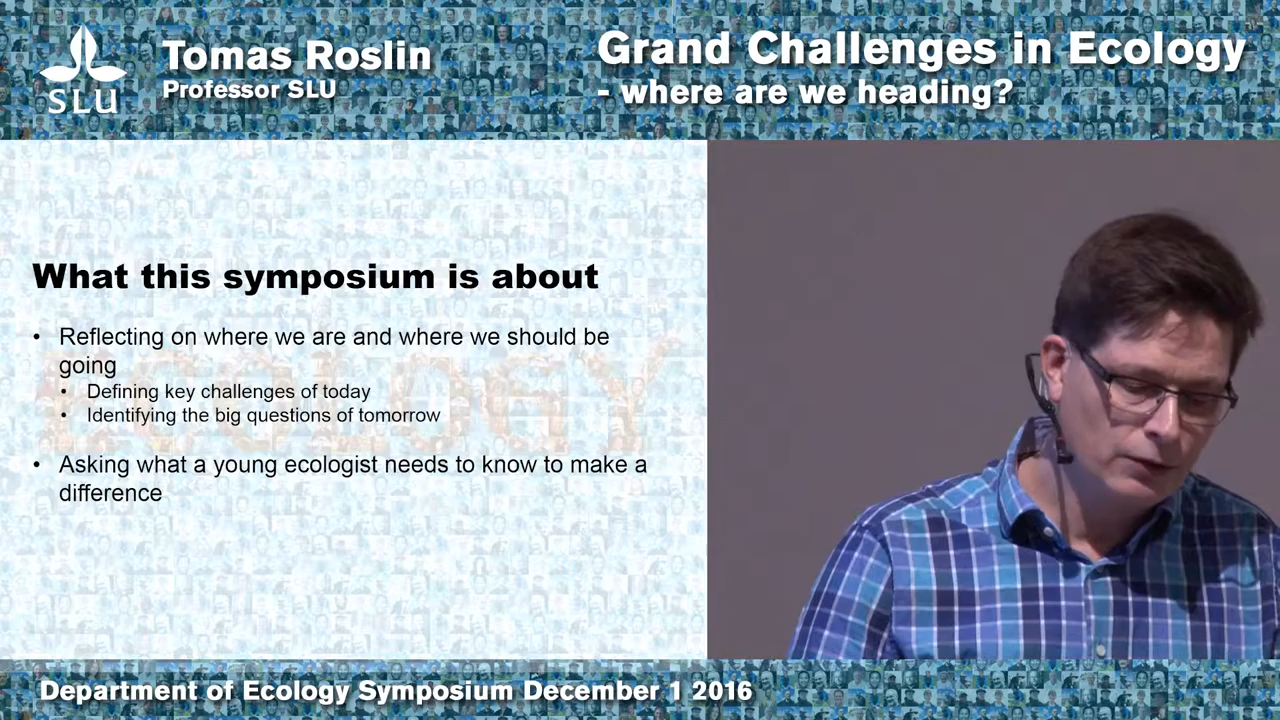 SLU
Tomas Roslin
Professor SLU
Grand Challenges in Ecology
- where are we heading?
What this symposium is about
• Reflecting on where we are and where we should be
going
• Defining key challenges of today
• Identifying the big questions of tomorrow
• Asking what a young ecologist needs to know to make a
difference
ECOLOGY
Department of Ecology Symposium December 1 2016